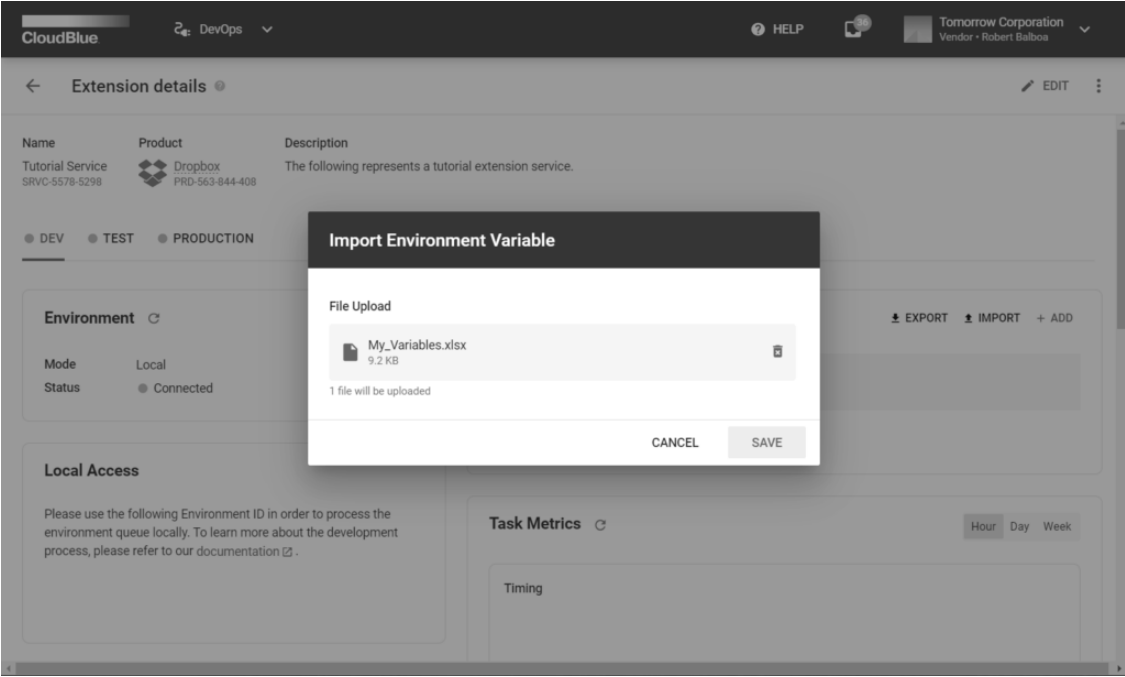 CloudBlue
DevOps
HELP
36
Tomorrow Corporation
Vendor • Robert Balboa
Extension details
EDIT
Name
Product
Description
Tutorial Service
SRVC-5578-5298
Dropbox
PRD-563-844-408
The following represents a tutorial extension service.
DEV
TEST
PRODUCTION
Import Environment Variable
File Upload
My_Variables.xlsx
9.2 KB
1 file will be uploaded
CANCEL
SAVE
Environment
Mode
Local
Status
Connected
EXPORT
IMPORT
+ ADD
Local Access
Please use the following Environment ID in order to process the
environment queue locally. To learn more about the development
process, please refer to our documentation .
Task Metrics
Hour
Day
Week
Timing